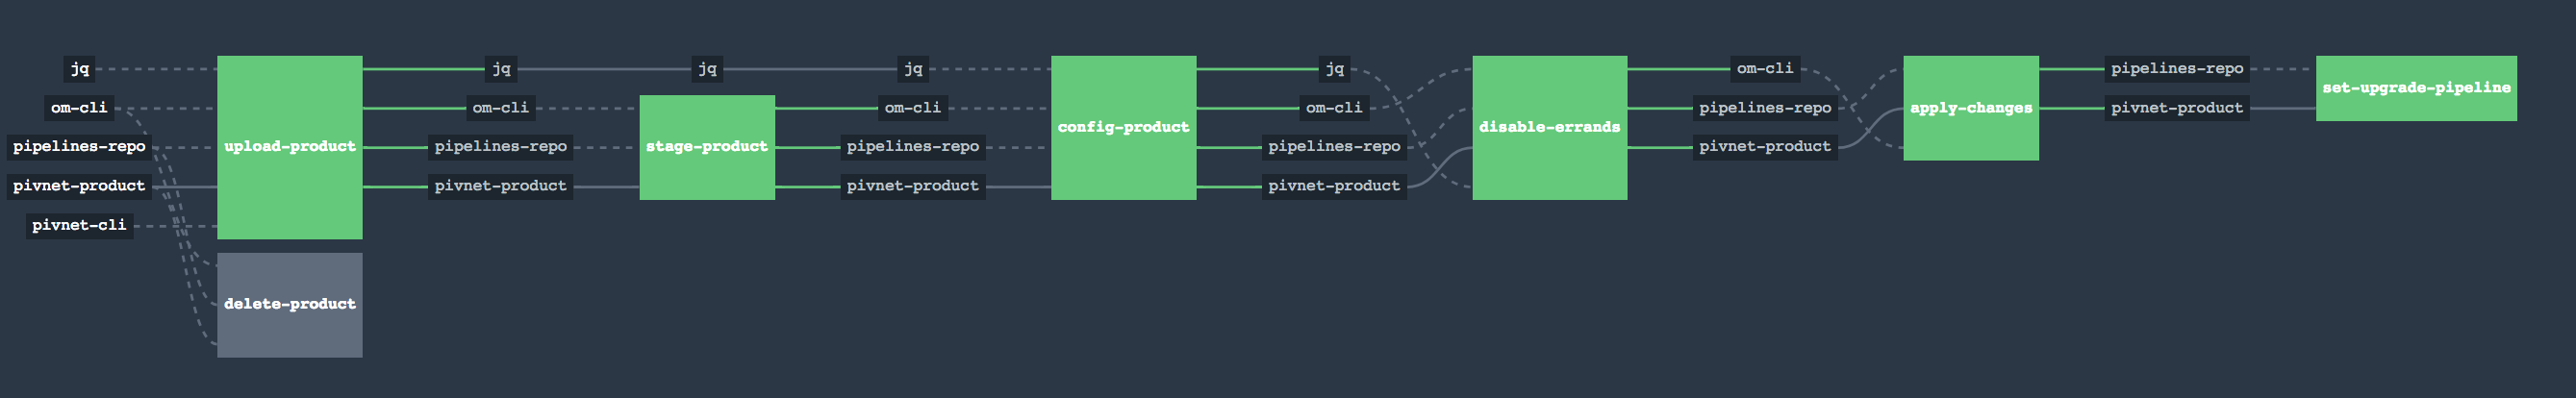 jq
om-cli
pipelines-repo
pivnet-product
pivnet-cli
upload-product
delete-product
jq
om-cli
pipelines-repo
pivnet-product
jq
stage-product
jq
om-cli
pipelines-repo
pivnet-product
config-product
jq
om-cli
pipelines-repo
pivnet-product
disable-errands
om-cli
pipelines-repo
pivnet-product
apply-changes
pipelines-repo
pivnet-product
set-upgrade-pipeline